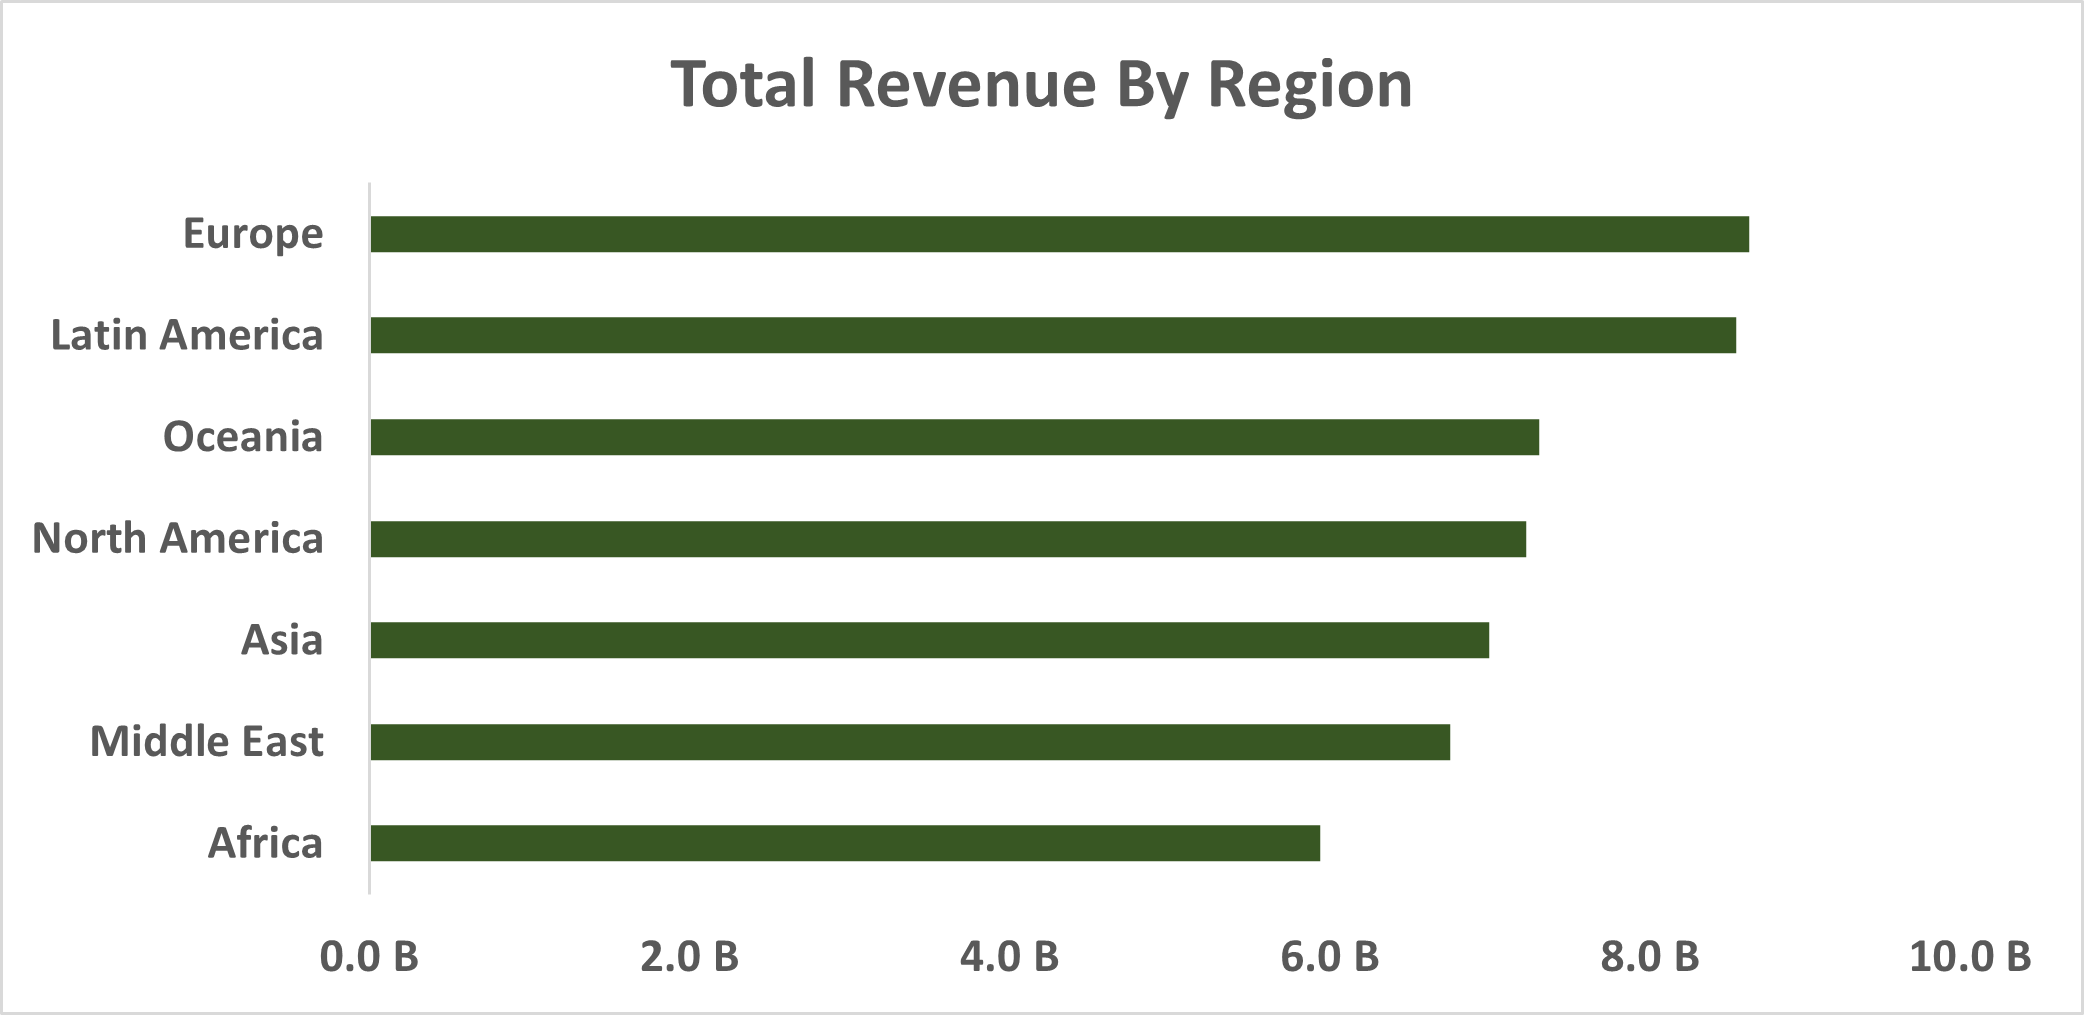 Total Revenue By Region
Europe
Latin America
Oceania
North America
Asia
Middle East
Africa
0.0 B 2.0 B 4.0 B 6.0 B 8.0 B 10.0 B